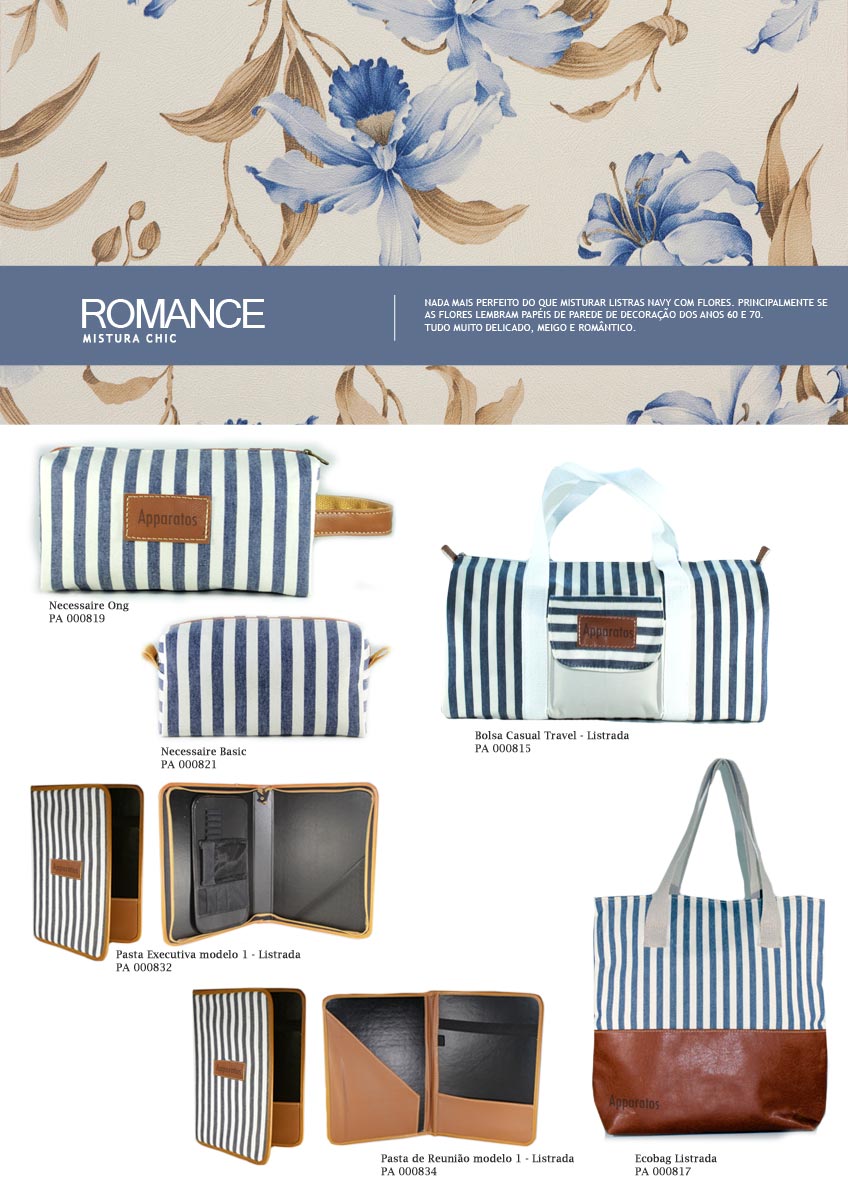 ROMANCE
MISTURA CHIC
NADA MAIS PERFEITO DO QUE MISTURAR LISTRAS NAVY COM FLORES. PRINCIPALMENTE SE
AS FLORES LEMBRAM PAPÉIS DE PAREDE DE DECORAÇÃO DOS ANOS 60 E 70.
TUDO MUITO DELICADO, MEIGO E ROMÂNTICO.
Apparatos
Necessaire Ong
PA 000819
Apparatos
Necessaire Basic
PA 000821
Bolsa Casual Travel - Listrada
PA 000815
Apparatos
Pasta Executiva modelo 1 - Listrada
PA 000832
Apparatos
Pasta de Reunião modelo 1 - Listrada
PA 000834
Apparatos
Ecobag Listrada
PA 000817